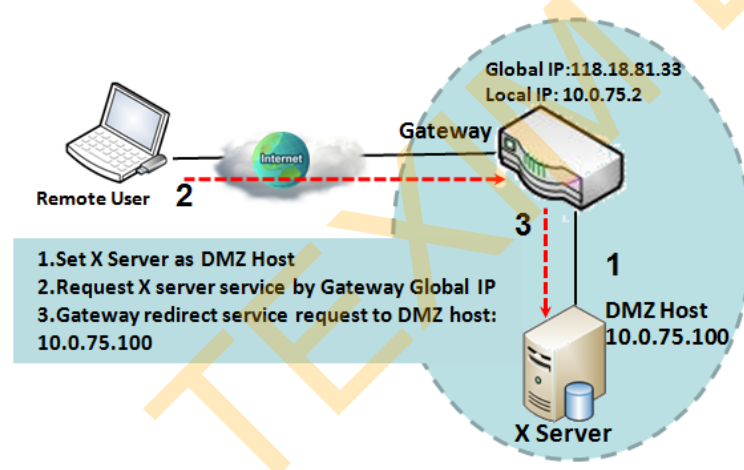 Global IP:118.18.81.33
Local IP: 10.0.75.2
Gateway
Internet
Remote User
2
3
1
1.Set X Server as DMZ Host
2.Request X server service by Gateway Global IP
3.Gateway redirect service request to DMZ host:
10.0.75.100
DMZ Host
10.0.75.100
X Server